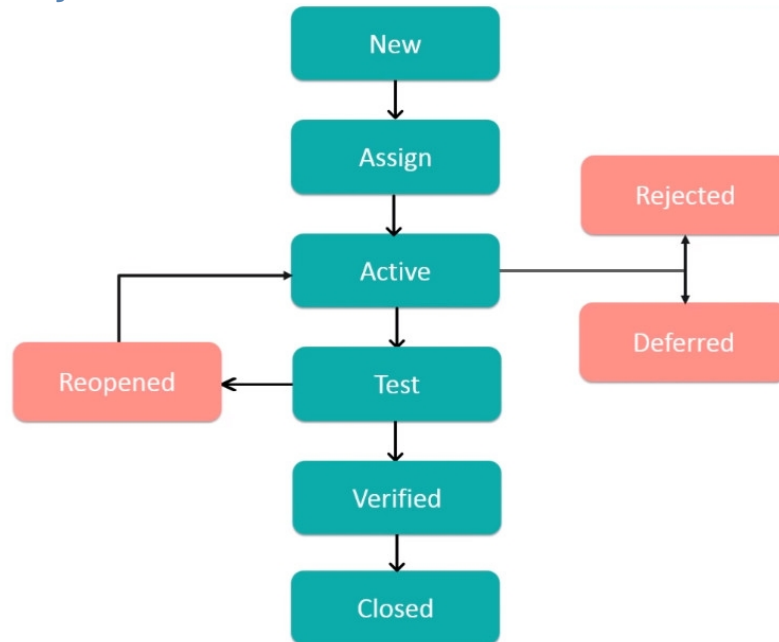 New
Assign
Rejected
Active
Deferred
Reopened
Test
Verified
Closed